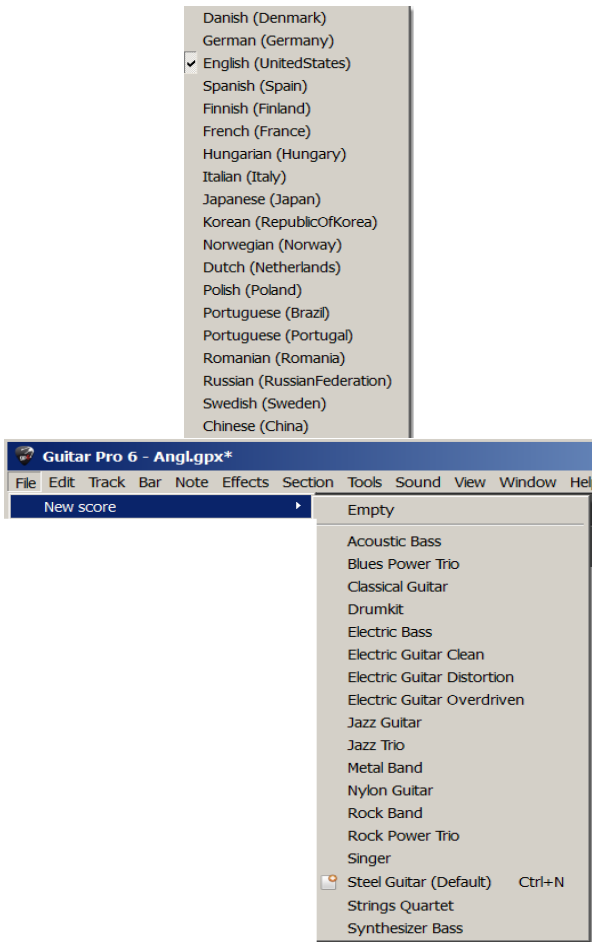 Danish (Denmark)
German (Germany)
English (UnitedStates)
Spanish (Spain)
Finnish (Finland)
French (France)
Hungarian (Hungary)
Italian (Italy)
Japanese (Japan)
Korean (RepublicOfKorea)
Norwegian (Norway)
Dutch (Netherlands)
Polish (Poland)
Portuguese (Brazil)
Portuguese (Portugal)
Romanian (Romania)
Russian (RussianFederation)
Swedish (Sweden)
Chinese (China)
Guitar Pro 6 - Angl.gpx*
File Edit Track Bar Note Effects Section Tools Sound View Window
New score
Empty
Acoustic Bass
Blues Power Trio
Classical Guitar
Drumkit
Electric Bass
Electric Guitar Clean
Electric Guitar Distortion
Electric Guitar Overdriven
Jazz Guitar
Jazz Trio
Metal Band
Nylon Guitar
Rock Band
Rock Power Trio
Singer
Steel Guitar (Default) Ctrl+N
Strings Quartet
Synthesizer Bass